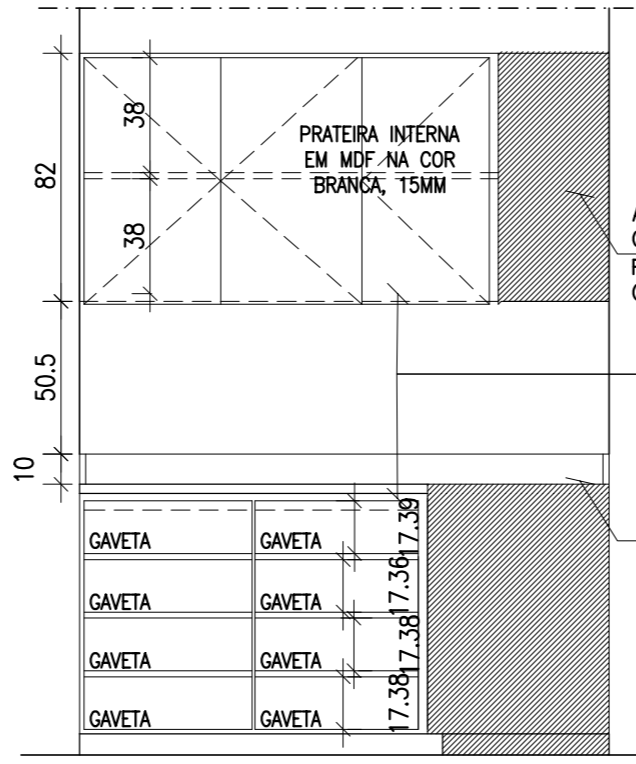 38
82
PRATEIRA INTERNA
EM MDF NA COR
BRANCA, 15MM
38
A
C
F
C
50.5
10
GAVETA GAVETA 17.39
17.36
GAVETA GAVETA
17.38
GAVETA GAVETA
17.38
GAVETA GAVETA